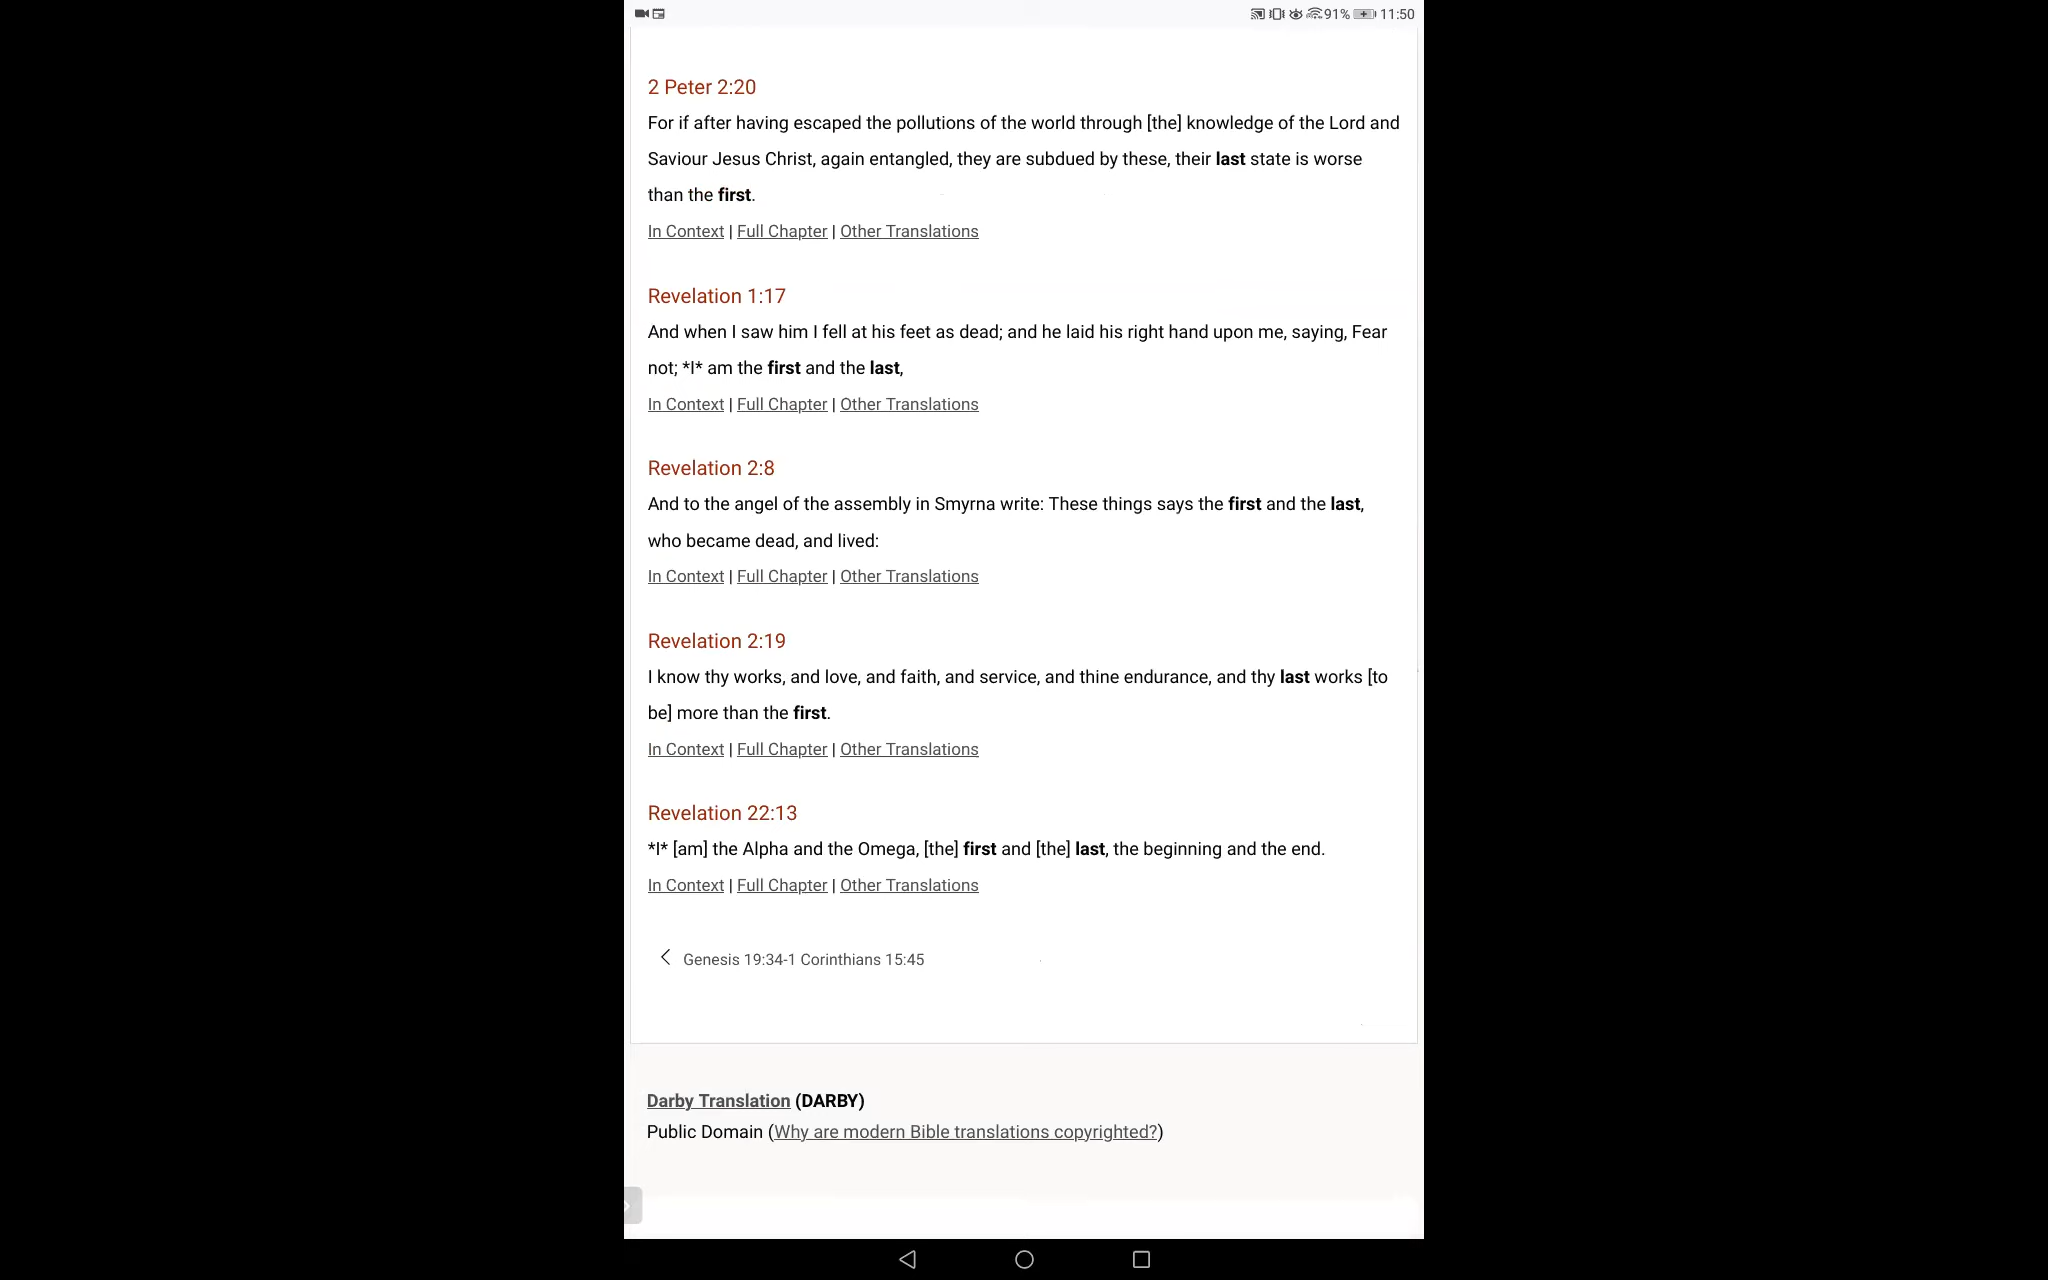 91% 11:50
2 Peter 2:20
For if after having escaped the pollutions of the world through [the] knowledge of the Lord and
Saviour Jesus Christ, again entangled, they are subdued by these, their last state is worse
than the first.
In Context | Full Chapter | Other Translations
Revelation 1:17
And when I saw him I fell at his feet as dead; and he laid his right hand upon me, saying, Fear
not; *I* am the first and the last,
In Context | Full Chapter | Other Translations
Revelation 2:8
And to the angel of the assembly in Smyrna write: These things says the first and the last,
who became dead, and lived:
In Context | Full Chapter | Other Translations
Revelation 2:19
I know thy works, and love, and faith, and service, and thine endurance, and thy last works [to
be] more than the first.
In Context | Full Chapter | Other Translations
Revelation 22:13
*I* [am] the Alpha and the Omega, [the] first and [the] last, the beginning and the end.
In Context | Full Chapter | Other Translations
Genesis 19:34-1 Corinthians 15:45
Darby Translation (DARBY)
Public Domain (Why are modern Bible translations copyrighted?)